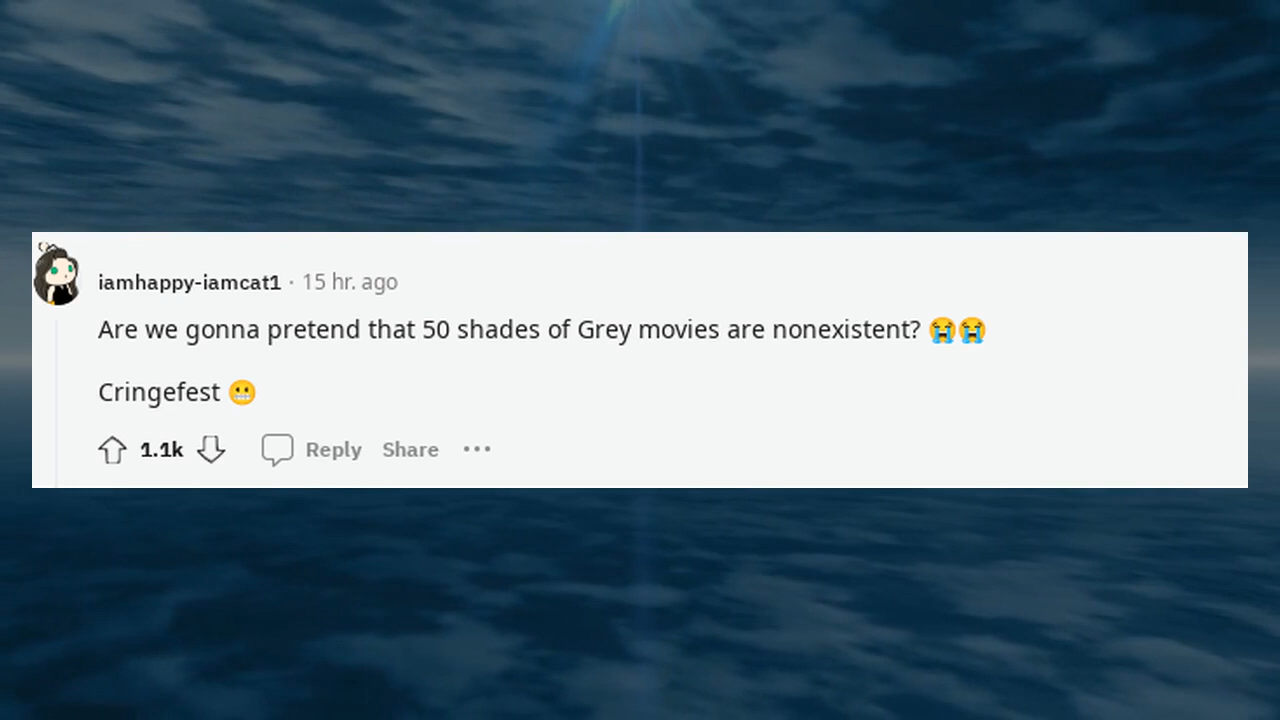 iamhappy-iamcat1 · 15 hr. ago
Are we gonna pretend that 50 shades of Grey movies are nonexistent? 😭😭
Cringefest 😬
1.1k Reply Share •••